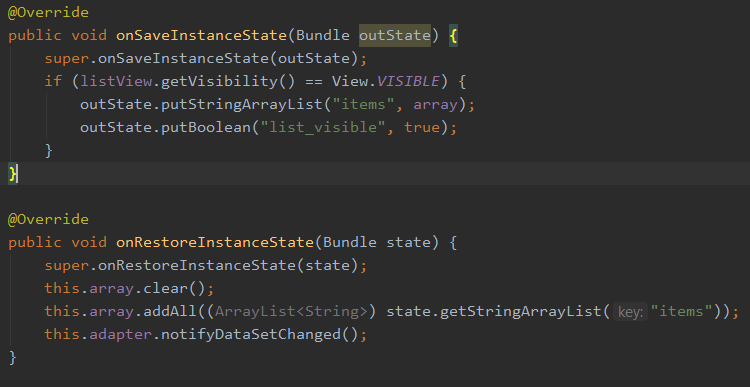 @Override
public void onSaveInstanceState(Bundle outState) {
super.onSaveInstanceState(outState);
if (listView.getVisibility() == View.VISIBLE) {
outState.putStringArrayList("items", array);
outState.putBoolean("list_visible", true);
}
}
@Override
public void onRestoreInstanceState(Bundle state) {
super.onRestoreInstanceState(state);
this.array.clear();
this.array.addAll((ArrayList<String>) state.getStringArrayList( key: "items"));
this.adapter.notifyDataSetChanged();
}